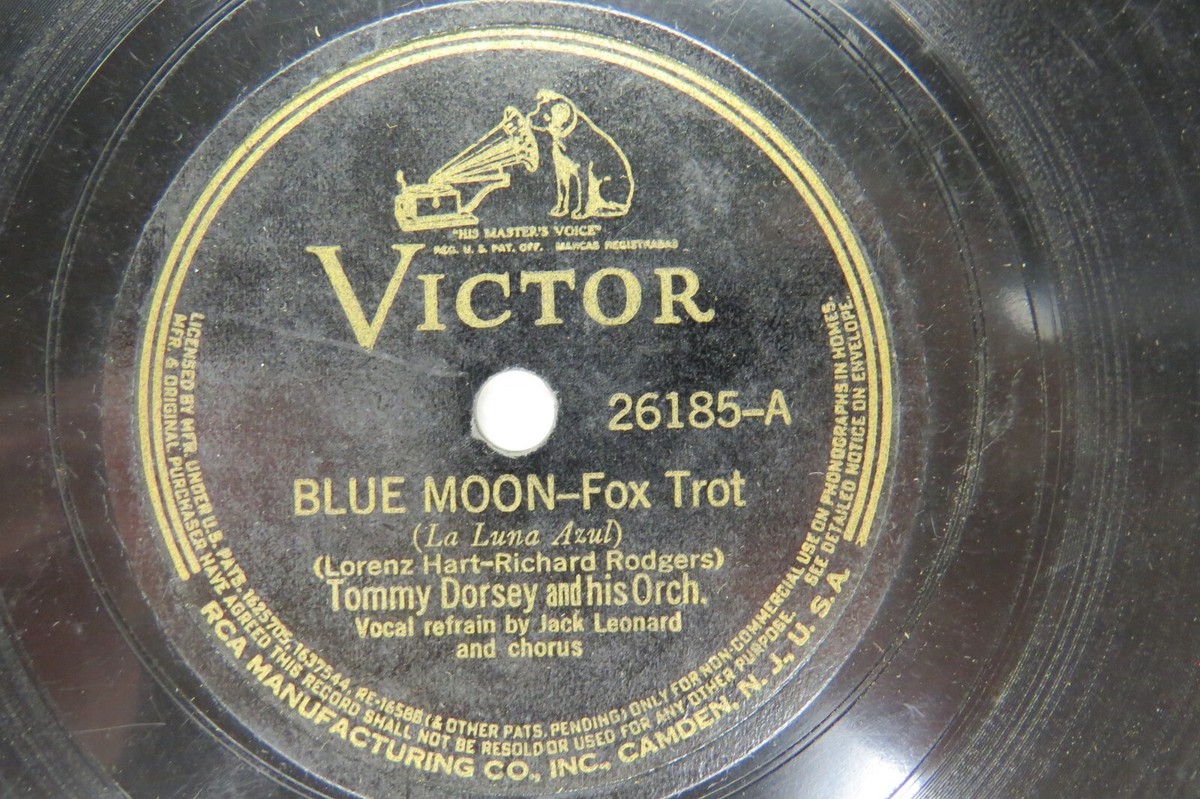 "HIS MASTER'S VOICE"
REG. U. S. PAT. OFF. MARCAS REGISTRADAS
VICTOR
26185-A
BLUE MOON-Fox Trot
(La Luna Azul)
(Lorenz Hart-Richard Rodgers)
Tommy Dorsey and his Orch.
Vocal refrain by Jack Leonard
and chorus
LICENSED BY MFR. UNDER U.S. PATS. 1625705, 1637544, RE-16588 (& OTHER PATS. PENDING) ONLY FOR NON-COMMERCIAL USE ON PHONOGRAPHS IN HOMES.
MFR. & ORIGINAL PURCHASER HAVE AGREED THIS RECORD SHALL NOT BE RESOLD OR USED FOR ANY OTHER PURPOSE. SEE DETAILED NOTICE ON ENVELOPE.
RCA MANUFACTURING CO., INC., CAMDEN, N. J., U. S. A.